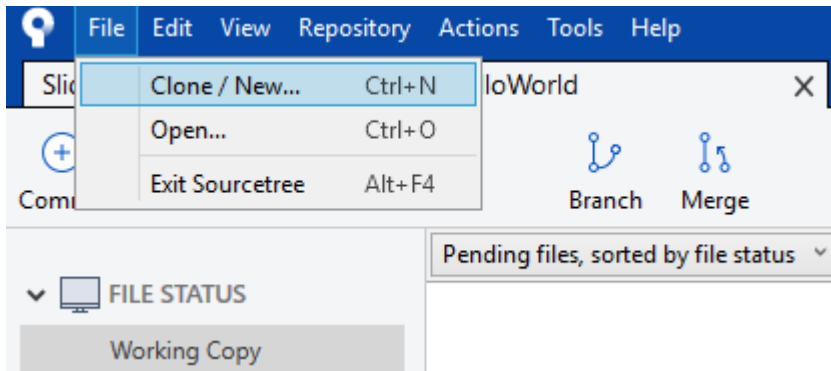 File Edit View Repository Actions Tools Help
Clone / New... Ctrl+N
Open... Ctrl+O
Exit Sourcetree Alt+F4
Branch Merge
Pending files, sorted by file status
FILE STATUS
Working Copy